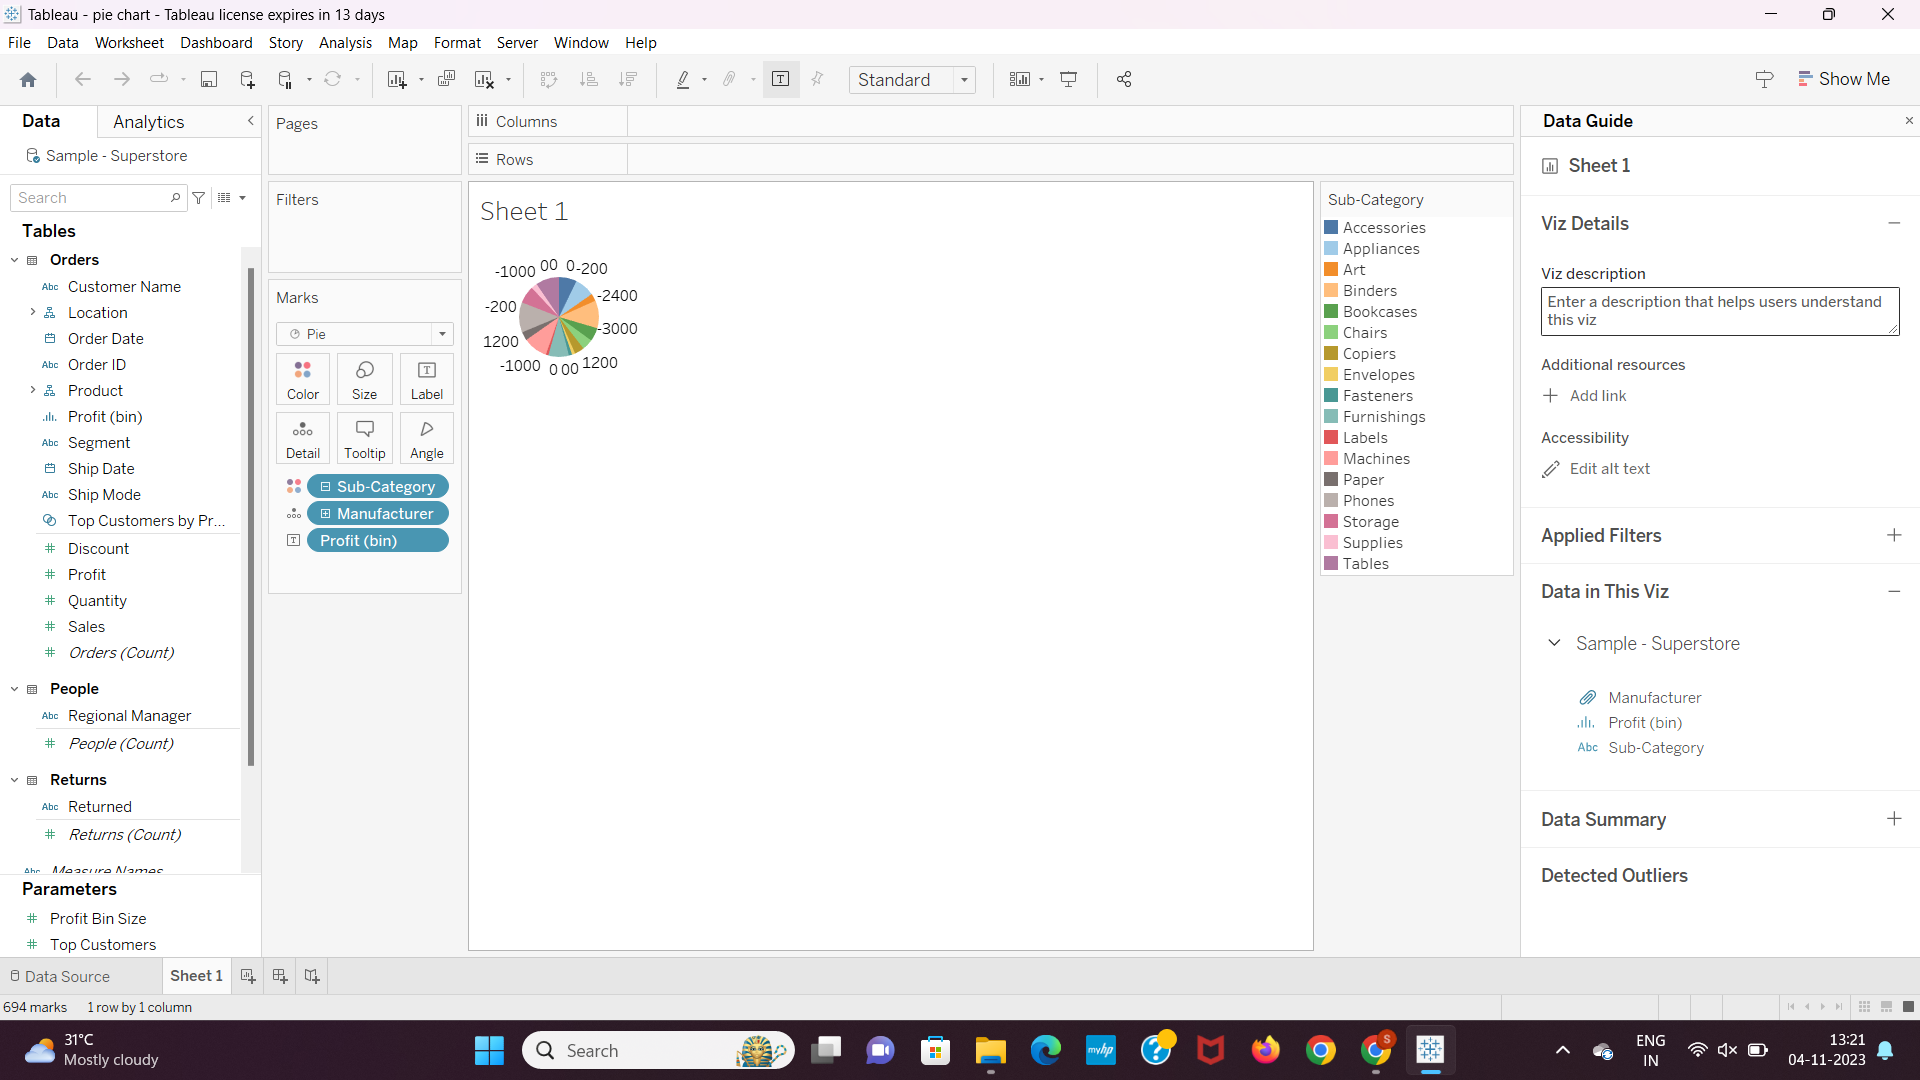 Tableau - pie chart - Tableau license expires in 13 days
File Data Worksheet Dashboard Story Analysis Map Format Server Window Help
Standard
Show Me
Data
Analytics
Sample - Superstore
Search
Tables
Orders
Abc Customer Name
Location
Order Date
Abc Order ID
Product
Profit (bin)
Abc Segment
Ship Date
Abc Ship Mode
Top Customers by Pr...
Discount
Profit
Quantity
Sales
Orders (Count)
People
Abc Regional Manager
People (Count)
Returns
Abc Returned
Returns (Count)
Abc Measure Names
Parameters
Profit Bin Size
Top Customers
Pages
Filters
Marks
Pie
Color Size Label
Detail Tooltip Angle
Sub-Category
Manufacturer
Profit (bin)
Columns
Rows
Sheet 1
-1000 00 0-200
-200 -2400
1200 -3000
-1000 0 00 1200
Sub-Category
Accessories
Appliances
Art
Binders
Bookcases
Chairs
Copiers
Envelopes
Fasteners
Furnishings
Labels
Machines
Paper
Phones
Storage
Supplies
Tables
Data Guide
Sheet 1
Viz Details
Viz description
Enter a description that helps users understand
this viz
Additional resources
Add link
Accessibility
Edit alt text
Applied Filters
Data in This Viz
Sample - Superstore
Manufacturer
Profit (bin)
Abc Sub-Category
Data Summary
Detected Outliers
Data Source
Sheet 1
694 marks 1 row by 1 column
31°C
Mostly cloudy
Search
myhp
S
ENG
IN
13:21
04-11-2023